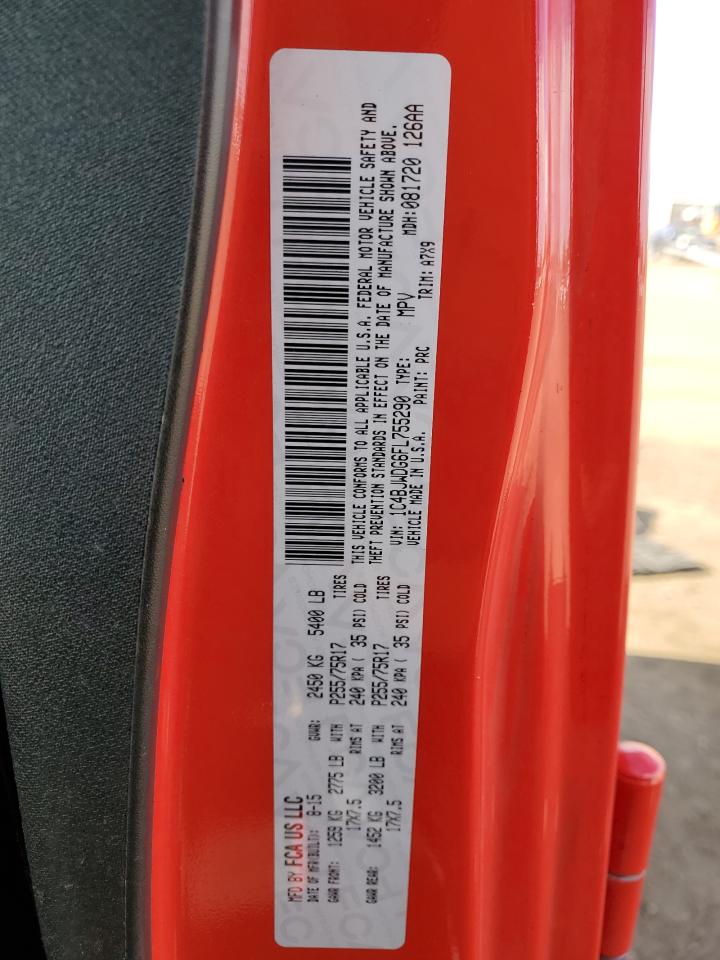 MFD BY FCA US LLC
DATE OF MFR(BUILT): 8-15 GVWR: 2450 KG 5400 LB
GAWR FRONT: 1259 KG 2775 LB WITH P255/75R17 TIRES
17X7.5 RIMS AT 240 KPA ( 35 PSI) COLD
GAWR REAR: 1452 KG 3200 LB WITH P255/75R17 TIRES
17X7.5 RIMS AT 240 KPA ( 35 PSI) COLD
THIS VEHICLE CONFORMS TO ALL APPLICABLE U.S.A. FEDERAL MOTOR VEHICLE SAFETY AND
THEFT PREVENTION STANDARDS IN EFFECT ON THE DATE OF MANUFACTURE SHOWN ABOVE.
VIN: 1C4BJWDG6FL755290 TYPE: MPV MDH:081720 126AA
VEHICLE MADE IN U.S.A. PAINT: PRC TRIM: A7X9